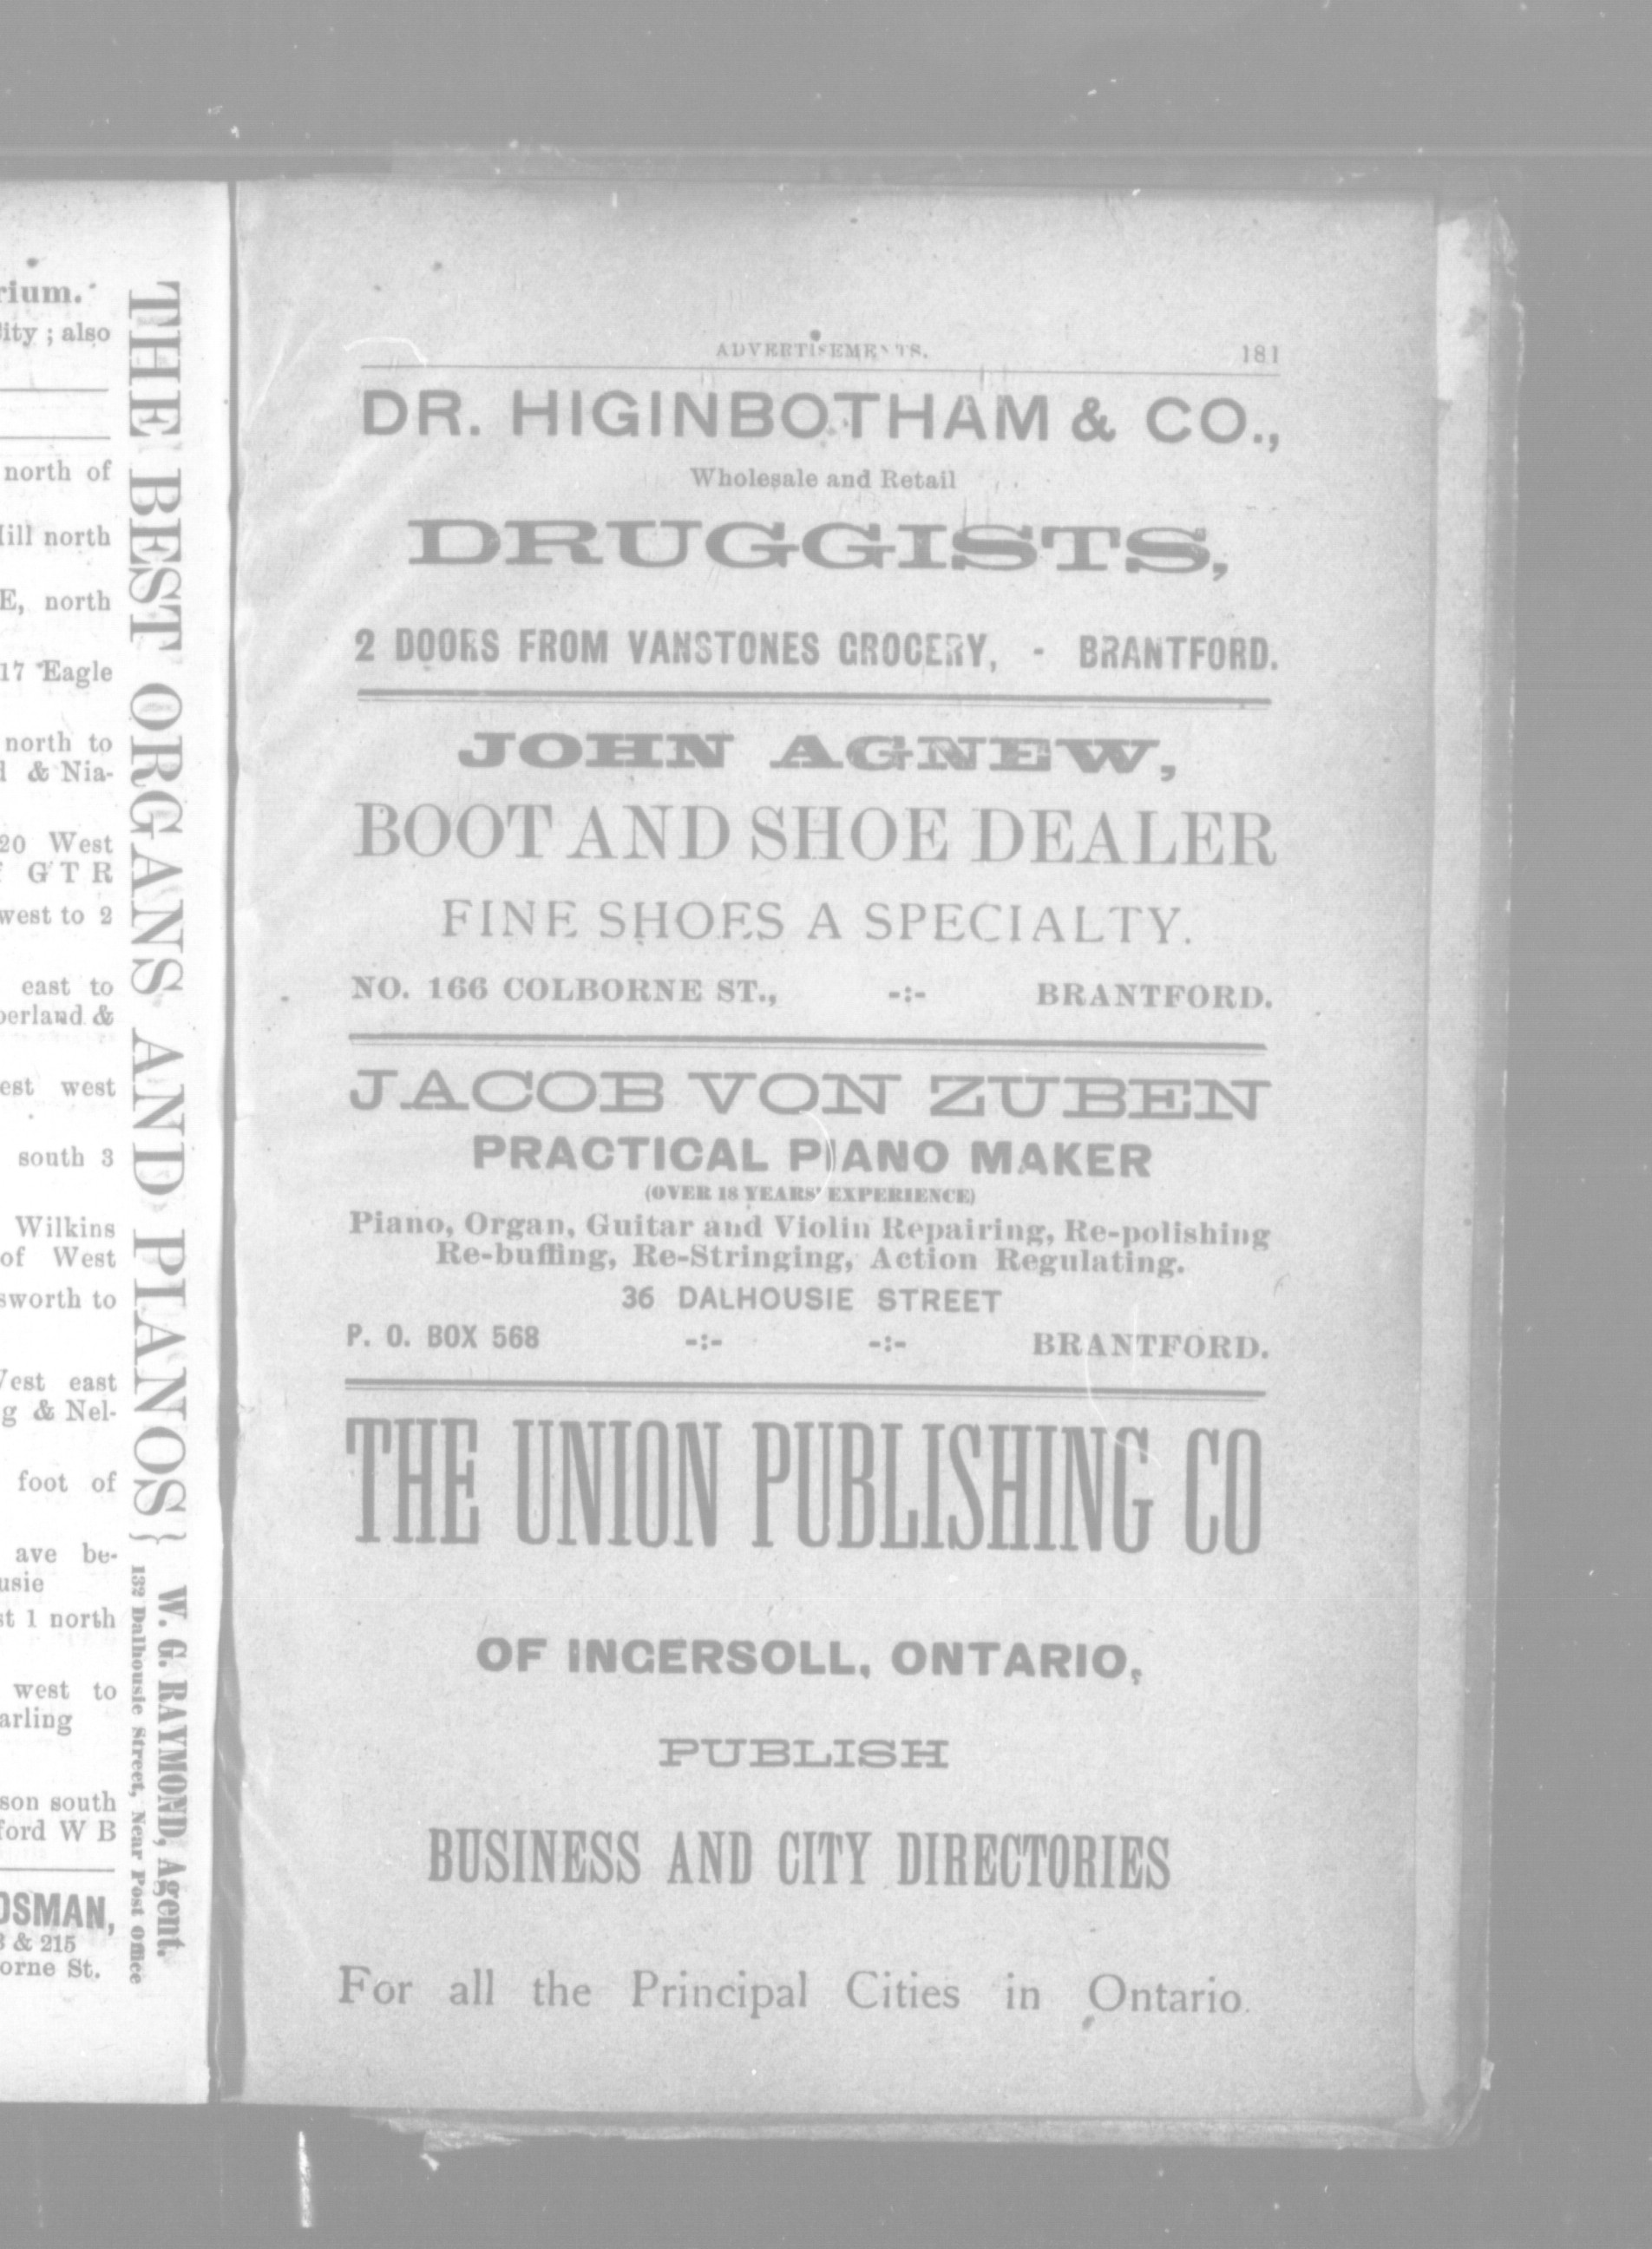 rium.
ity ; also
north of
ill north
E, north
17 Eagle
north to
& Nia-
20 West
G T R
west to 2
east to
berland &
est west
south 3
Wilkins
of West
sworth to
est east
g & Nel-
foot of
ave be-
usie
st 1 north
west to
arling
son south
ford W B
OSMAN,
& 215
orne St.
THE BEST ORGANS AND PIANOS}
W. G. RAYMOND, Agent.
132 Dalhousie Street, Near Post Office
ADVERTISEMENTS. 181
DR. HIGINBOTHAM & CO.,
Wholesale and Retail
DRUGGISTS,
2 DOORS FROM VANSTONES GROCERY, - BRANTFORD.
JOHN AGNEW,
BOOT AND SHOE DEALER
FINE SHOES A SPECIALTY.
NO. 166 COLBORNE ST., -:- BRANTFORD.
JACOB VON ZUBEN
PRACTICAL PIANO MAKER
(OVER 18 YEARS' EXPERIENCE)
Piano, Organ, Guitar and Violin Repairing, Re-polishing
Re-buffing, Re-Stringing, Action Regulating.
36 DALHOUSIE STREET
P. O. BOX 568 -:- -:- BRANTFORD.
THE UNION PUBLISHING CO
OF INGERSOLL, ONTARIO,
PUBLISH
BUSINESS AND CITY DIRECTORIES
For all the Principal Cities in Ontario.